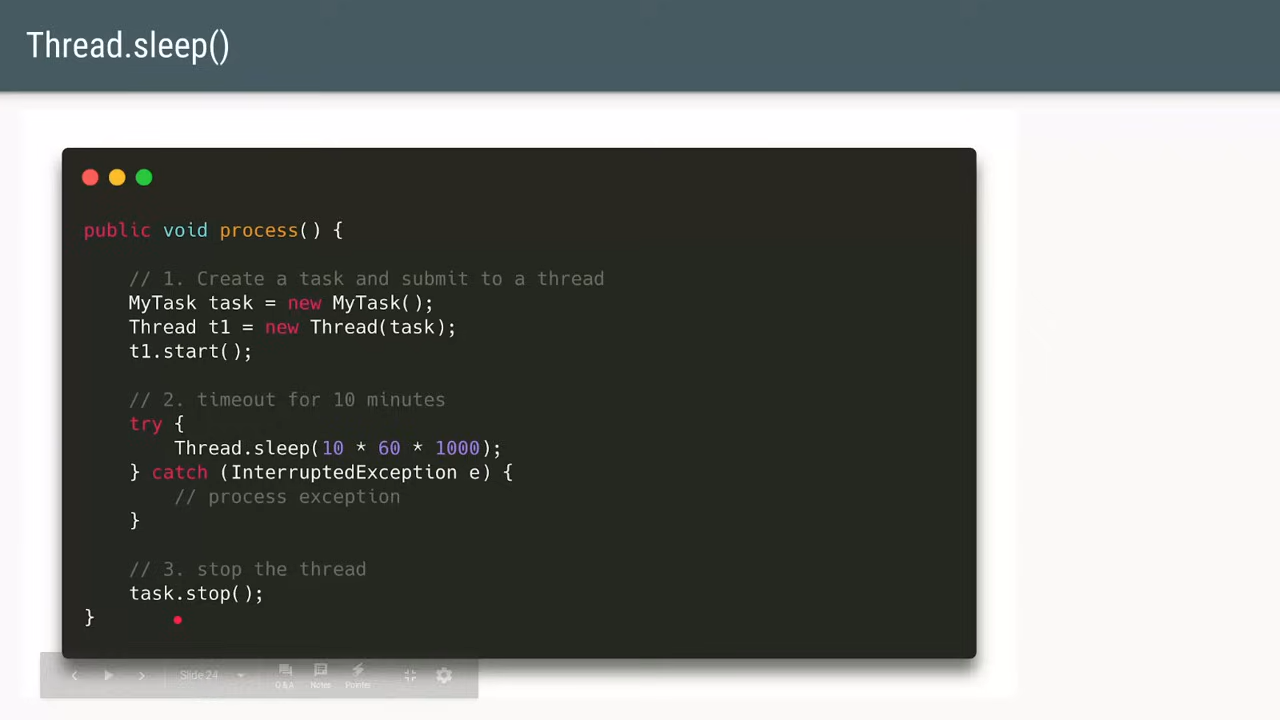 Thread.sleep()
public void process() {
// 1. Create a task and submit to a thread
MyTask task = new MyTask();
Thread t1 = new Thread(task);
t1.start();
// 2. timeout for 10 minutes
try {
Thread.sleep(10 * 60 * 1000);
} catch (InterruptedException e) {
// process exception
}
// 3. stop the thread
task.stop();
}
Slide 24
Q&A Notes Pointer